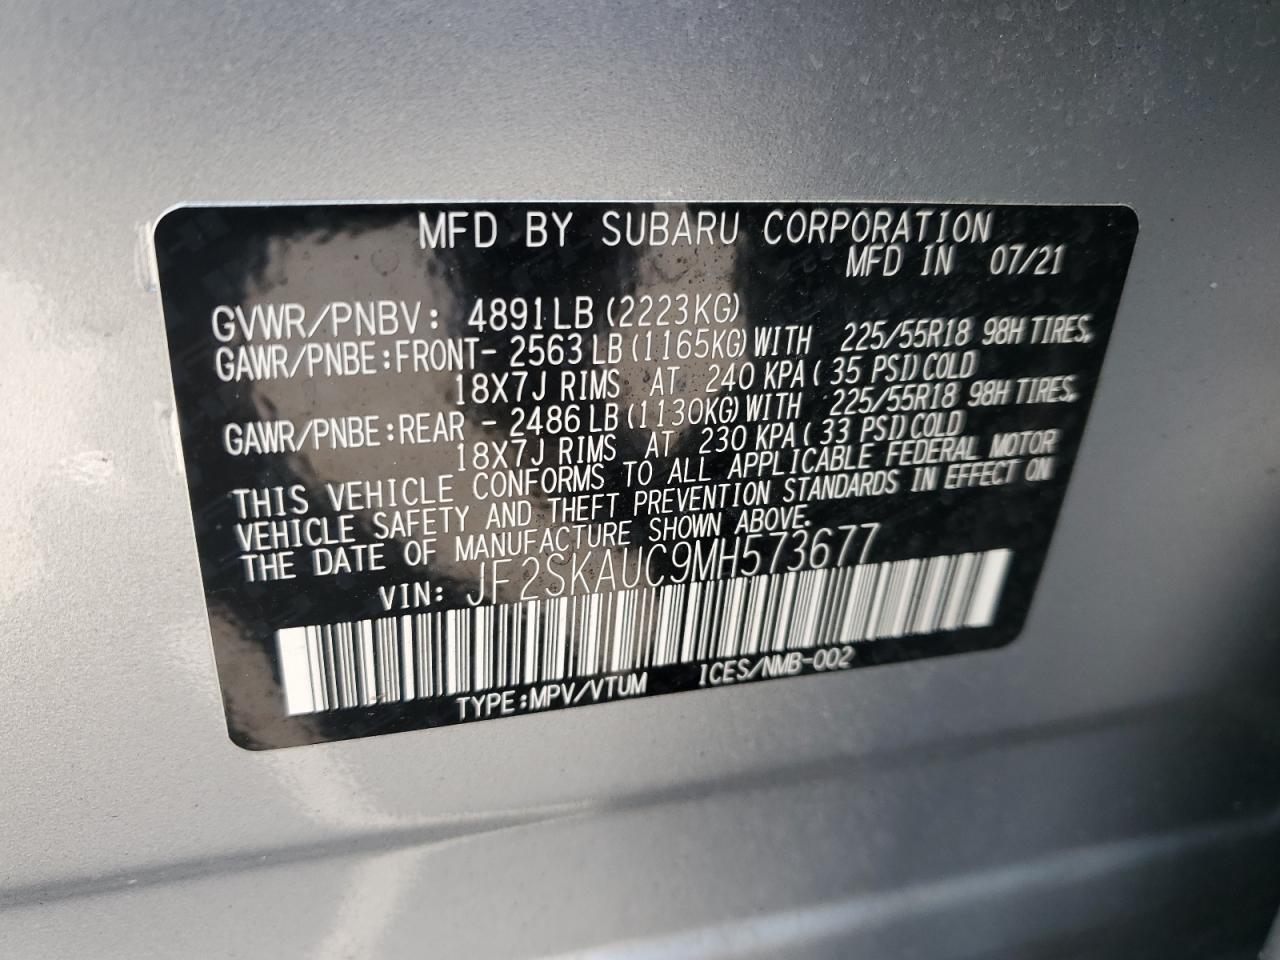 MFD BY SUBARU CORPORATION
MFD IN 07/21
GVWR/PNBV: 4891LB (2223KG)
GAWR/PNBE:FRONT- 2563 LB (1165KG) WITH 225/55R18 98H TIRES,
18X7J RIMS AT 240 KPA ( 35 PSI) COLD
GAWR/PNBE:REAR - 2486 LB (1130KG) WITH 225/55R18 98H TIRES,
18X7J RIMS AT 230 KPA ( 33 PSI) COLD
THIS VEHICLE CONFORMS TO ALL APPLICABLE FEDERAL MOTOR
VEHICLE SAFETY AND THEFT PREVENTION STANDARDS IN EFFECT ON
THE DATE OF MANUFACTURE SHOWN ABOVE.
VIN: JF2SKAUC9MH573677
TYPE:MPV/VTUM ICES/NMB-002